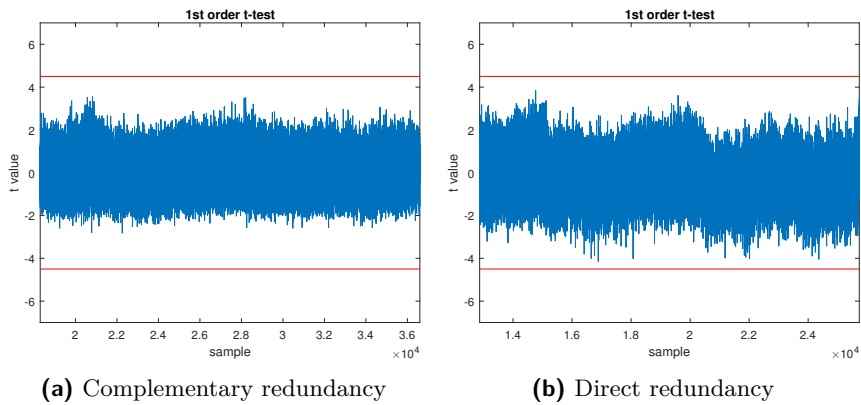 1st order t-test
6
4
2
0
-2
-4
-6
t value
2 2.2 2.4 2.6 2.8 3 3.2 3.4 3.6
sample
×10⁴
(a) Complementary redundancy
1st order t-test
6
4
2
0
-2
-4
-6
t value
1.4 1.6 1.8 2 2.2 2.4
sample
×10⁴
(b) Direct redundancy